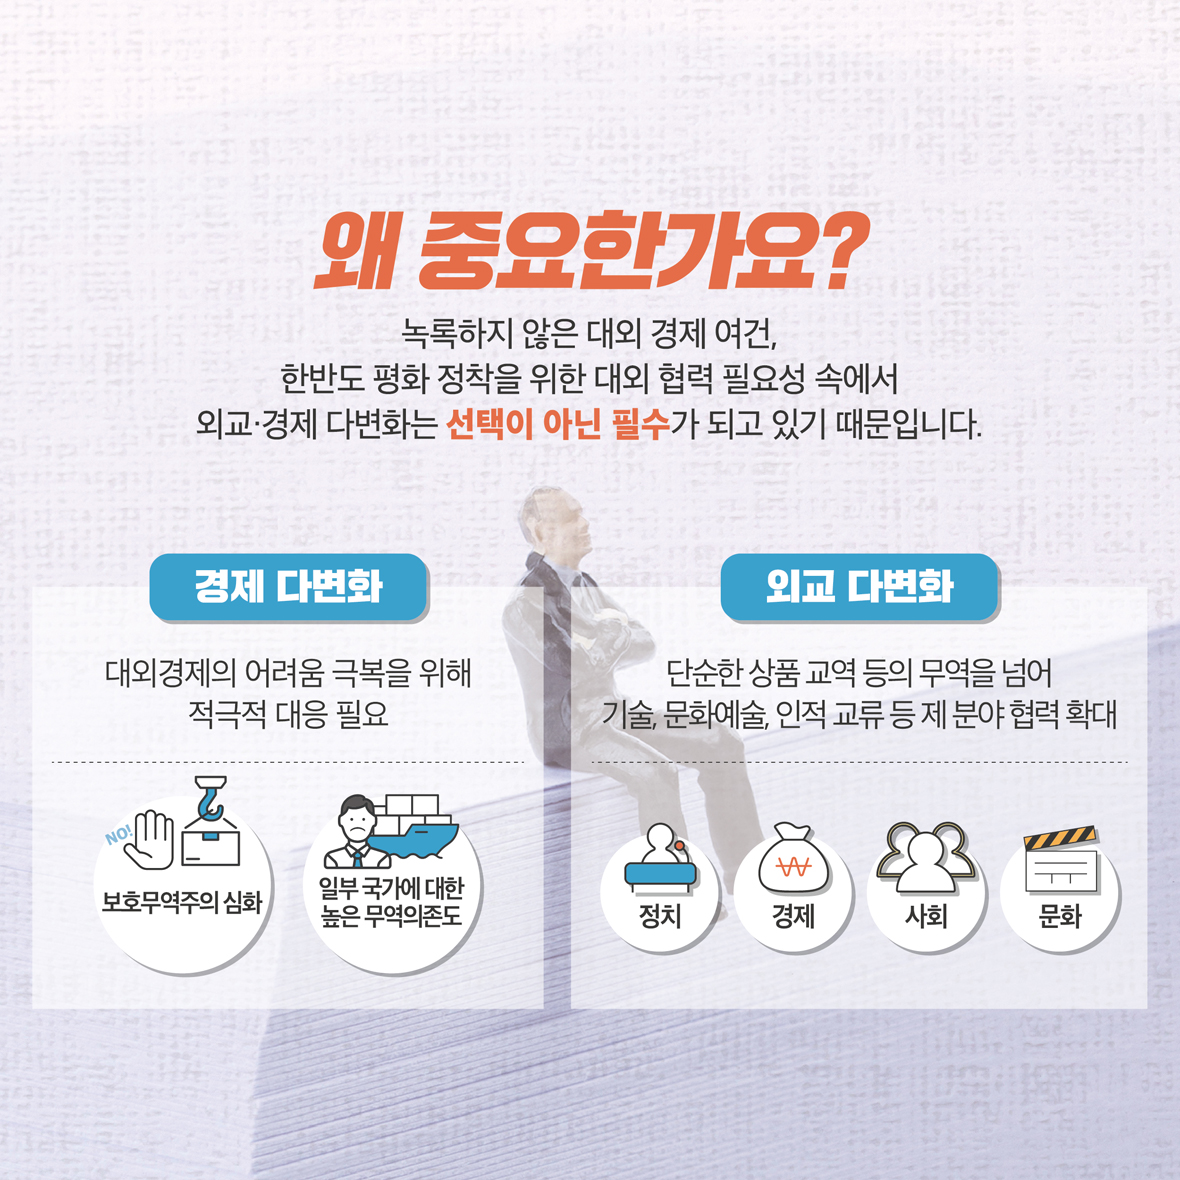 왜 중요한가요?
녹록하지 않은 대외 경제 여건,
한반도 평화 정착을 위한 대외 협력 필요성 속에서
외교·경제 다변화는 선택이 아닌 필수가 되고 있기 때문입니다.
경제 다변화
대외경제의 어려움 극복을 위해
적극적 대응 필요
NO!
보호무역주의 심화
일부 국가에 대한
높은 무역의존도
외교 다변화
단순한 상품 교역 등의 무역을 넘어
기술, 문화예술, 인적 교류 등 제 분야 협력 확대
정치
경제
사회
문화